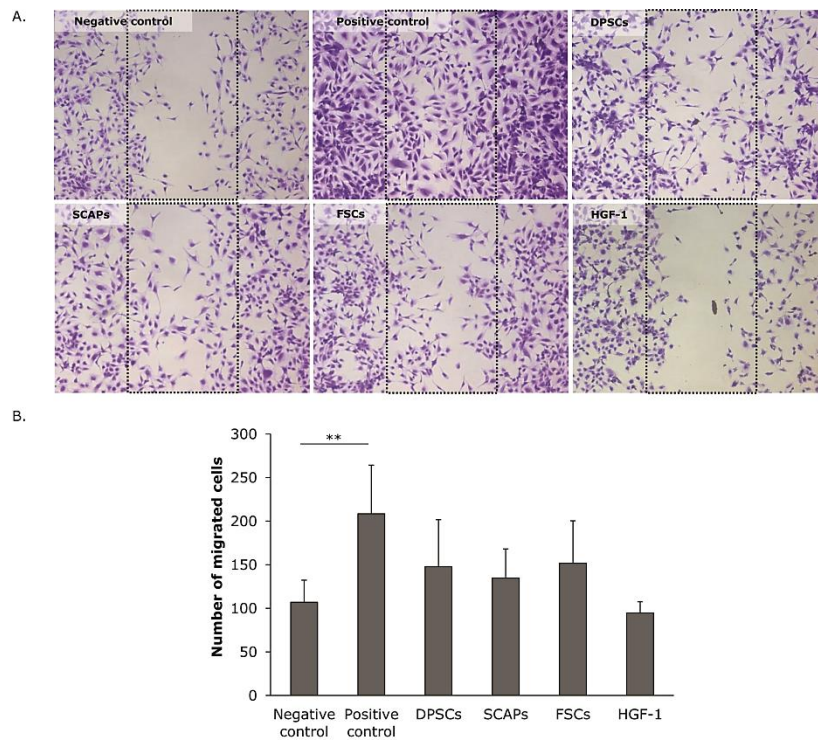 A.
Negative control
Positive control
DPSCs
SCAPs
FSCs
HGF-1
B.
Number of migrated cells
300
250
200
150
100
50
0
**
Negative control
Positive control
DPSCs
SCAPs
FSCs
HGF-1